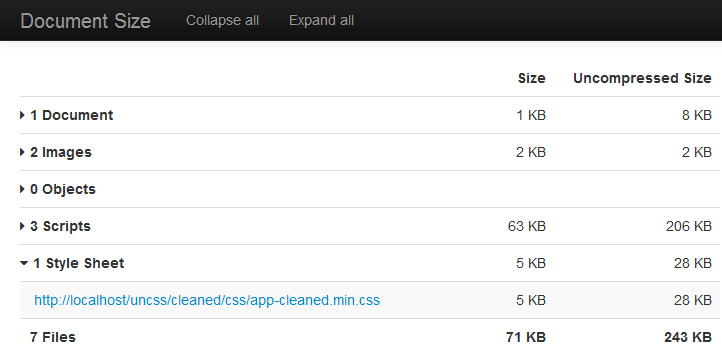 Document Size Collapse all Expand all
Size Uncompressed Size
1 Document 1 KB 8 KB
2 Images 2 KB 2 KB
0 Objects
3 Scripts 63 KB 206 KB
1 Style Sheet 5 KB 28 KB
http://localhost/uncss/cleaned/css/app-cleaned.min.css 5 KB 28 KB
7 Files 71 KB 243 KB